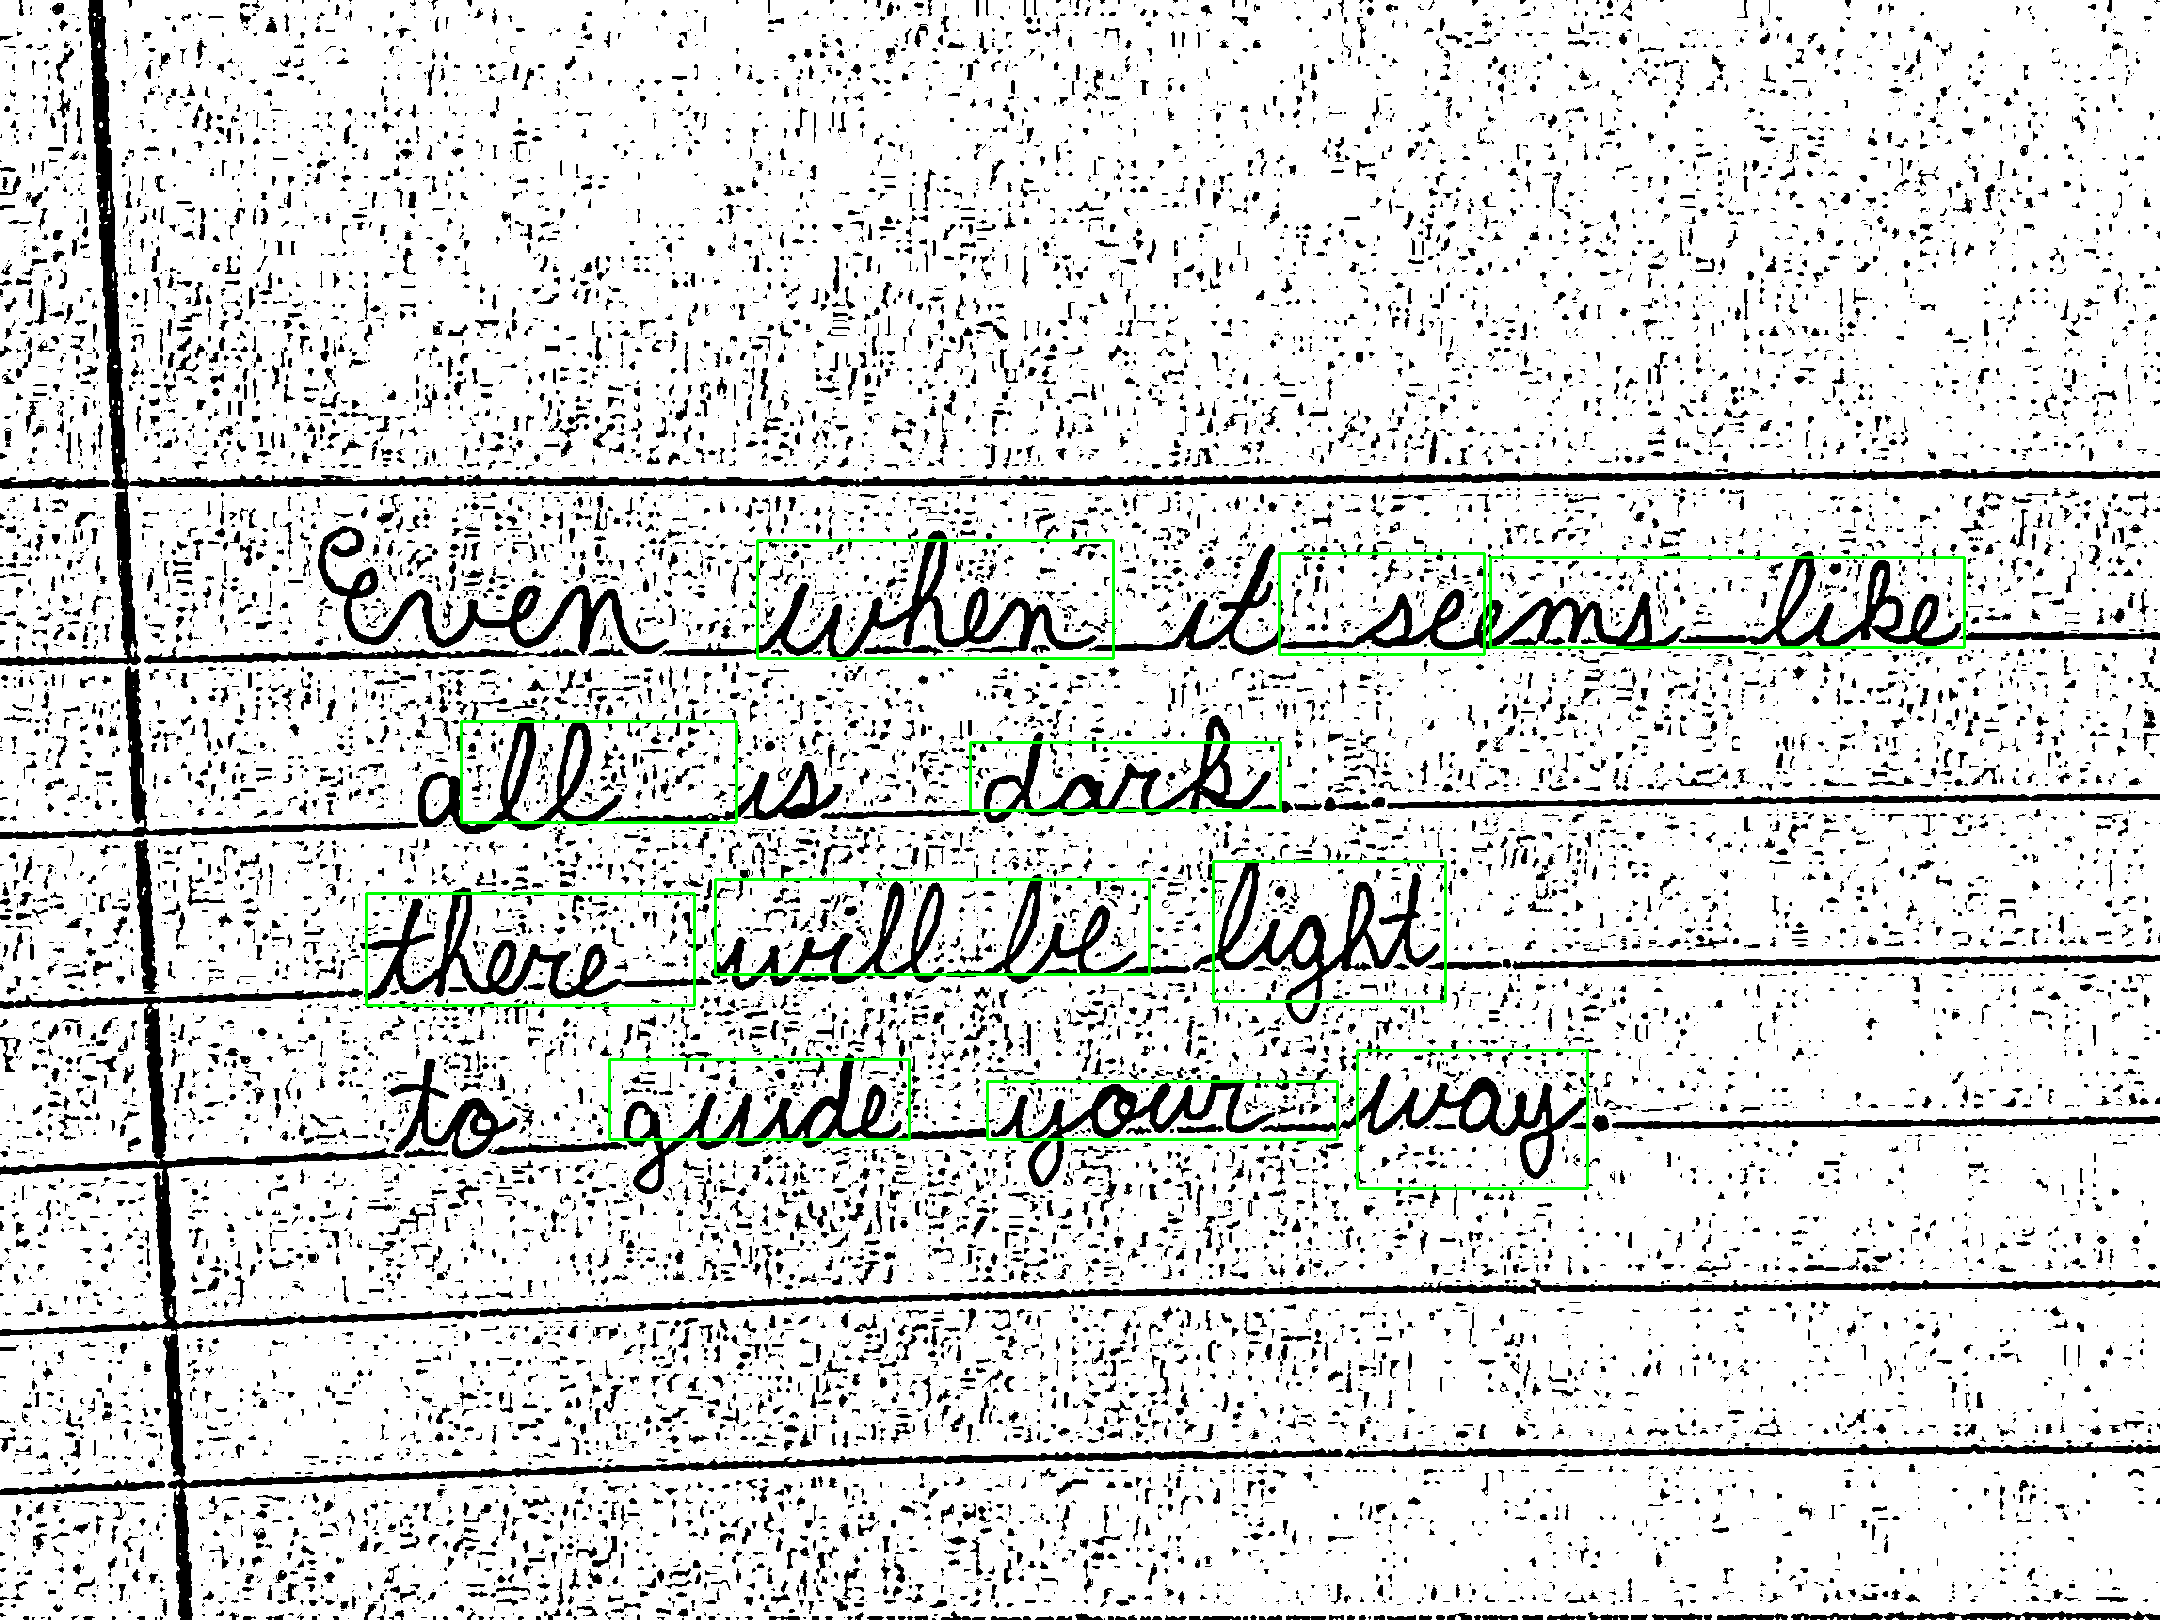 Even when it seems like
all is dark...
there will be light
to guide your way.